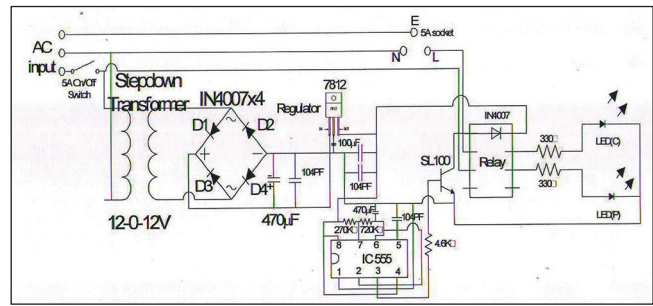 E
5A socket
AC
N
L
input
5A On/Off
Switch
Stepdown
Transformer
IN4007x4
7812
Regulator
D1
D2
D3
D4
+
100µF
104PF
104PF
470µF
12-0-12V
IN4007
SL100
Relay
330□
330□
LED(C)
LED(P)
470µF
104PF
270K□
720K□
8 7 6 5
IC 555
1 2 3 4
4.6K□